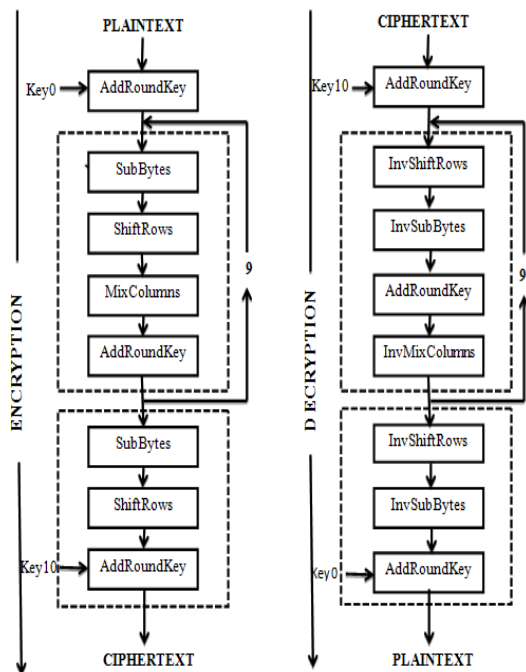 PLAINTEXT
Key0
AddRoundKey
SubBytes
ShiftRows
MixColumns
AddRoundKey
9
ENCRYPTION
SubBytes
ShiftRows
Key10
AddRoundKey
CIPHERTEXT
CIPHERTEXT
Key10
AddRoundKey
InvShiftRows
InvSubBytes
AddRoundKey
InvMixColumns
9
DECRYPTION
InvShiftRows
InvSubBytes
Key0
AddRoundKey
PLAINTEXT